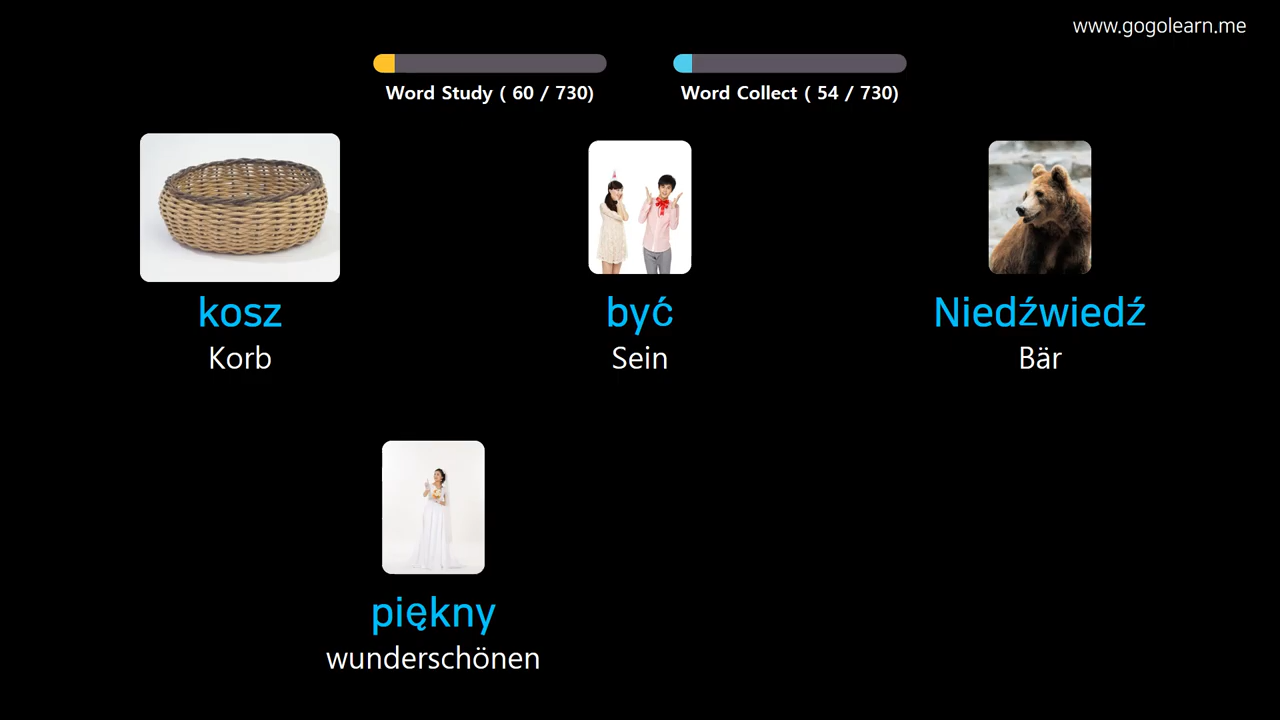 www.gogolearn.me
Word Study ( 60 / 730)
Word Collect ( 54 / 730)
kosz
Korb
być
Sein
Niedźwiedź
Bär
piękny
wunderschönen